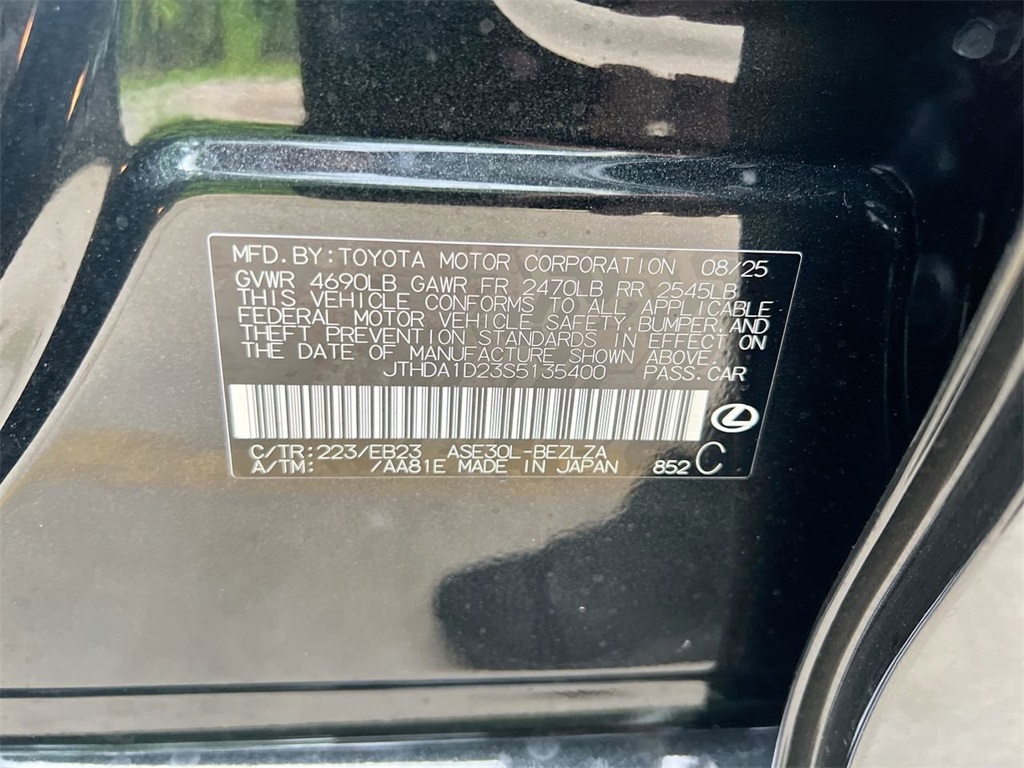 MFD.BY:TOYOTA MOTOR CORPORATION 08/25
GVWR 4690LB GAWR FR 2470LB RR 2545LB
THIS VEHICLE CONFORMS TO ALL APPLICABLE
FEDERAL MOTOR VEHICLE SAFETY,BUMPER,AND
THEFT PREVENTION STANDARDS IN EFFECT ON
THE DATE OF MANUFACTURE SHOWN ABOVE.
JTHDA1D23S5135400 PASS.CAR
C/TR:223/EB23 ASE30L-BEZLZA
A/TM: /AA81E MADE IN JAPAN 852 C